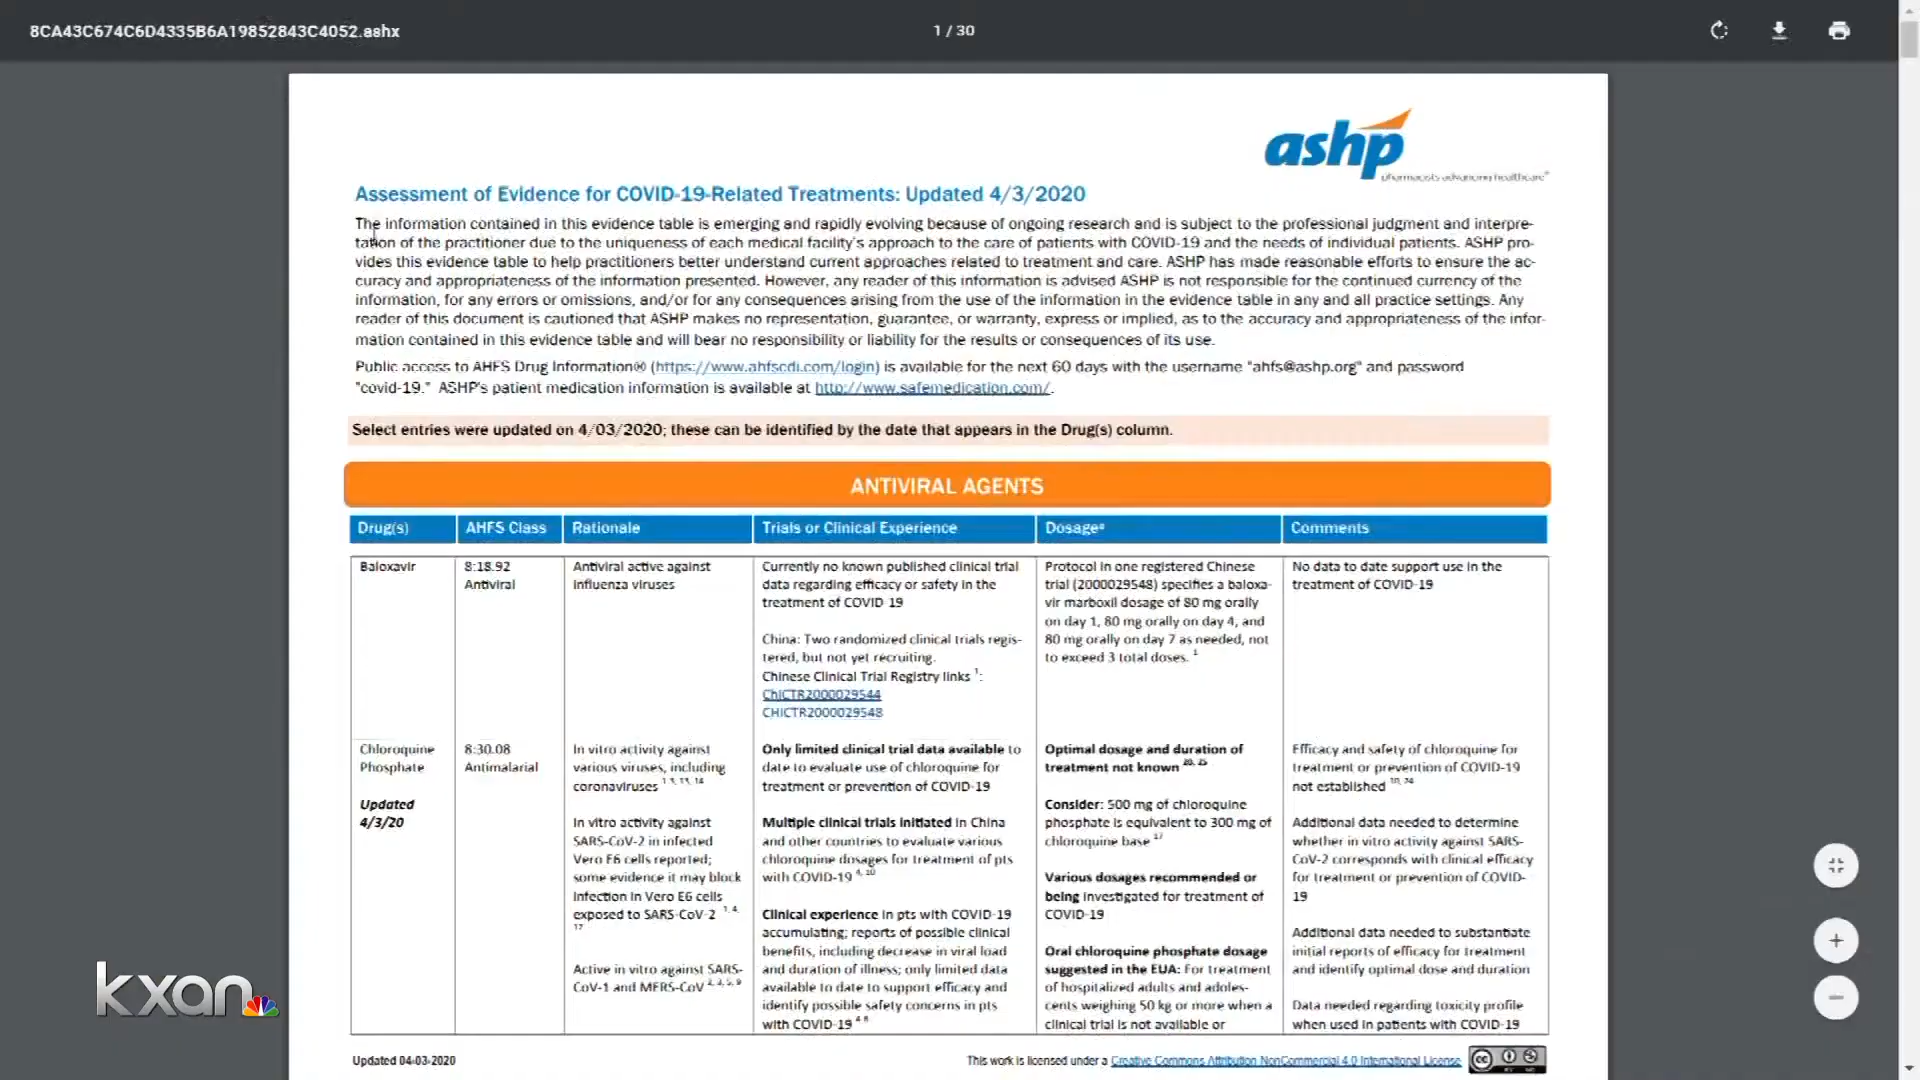 8CA43C674C6D4335B6A19852843C4052.ashx
1 / 30
ashp
pharmacists advancing healthcare®
Assessment of Evidence for COVID-19-Related Treatments: Updated 4/3/2020
The information contained in this evidence table is emerging and rapidly evolving because of ongoing research and is subject to the professional judgment and interpre-
tation of the practitioner due to the uniqueness of each medical facility's approach to the care of patients with COVID-19 and the needs of individual patients. ASHP pro-
vides this evidence table to help practitioners better understand current approaches related to treatment and care. ASHP has made reasonable efforts to ensure the ac-
curacy and appropriateness of the information presented. However, any reader of this information is advised ASHP is not responsible for the continued currency of the
information, for any errors or omissions, and/or for any consequences arising from the use of the information in the evidence table in any and all practice settings. Any
reader of this document is cautioned that ASHP makes no representation, guarantee, or warranty, express or implied, as to the accuracy and appropriateness of the infor-
mation contained in this evidence table and will bear no responsibility or liability for the results or consequences of its use.
Public access to AHFS Drug Information® (https://www.ahfscdi.com/login) is available for the next 60 days with the username "ahfs@ashp.org" and password
"covid-19." ASHP's patient medication information is available at http://www.safemedication.com/.
Select entries were updated on 4/03/2020; these can be identified by the date that appears in the Drug(s) column.
ANTIVIRAL AGENTS
Drug(s) AHFS Class Rationale Trials or Clinical Experience Dosageª Comments
Baloxavir
8:18.92
Antiviral
Antiviral active against
influenza viruses
Currently no known published clinical trial
data regarding efficacy or safety in the
treatment of COVID-19
China: Two randomized clinical trials regis-
tered, but not yet recruiting.
Chinese Clinical Trial Registry links 1:
ChiCTR2000029544
ChiCTR2000029548
Protocol in one registered Chinese
trial (2000029548) specifies a baloxa-
vir marboxil dosage of 80 mg orally
on day 1, 80 mg orally on day 4, and
80 mg orally on day 7 as needed, not
to exceed 3 total doses. 1
No data to date support use in the
treatment of COVID-19
Chloroquine
Phosphate
Updated
4/3/20
8:30.08
Antimalarial
In vitro activity against
various viruses, including
coronaviruses
In vitro activity against
SARS-CoV-2 in infected
Vero E6 cells reported;
some evidence it may block
infection in Vero E6 cells
exposed to SARS-CoV-2 1, 4,
17
Active in vitro against SARS-
CoV-1 and MERS-CoV 2, 3, 5, 9
Only limited clinical trial data available to
date to evaluate use of chloroquine for
treatment or prevention of COVID-19
Multiple clinical trials initiated in China
and other countries to evaluate various
chloroquine dosages for treatment of pts
with COVID-19 4, 10
Clinical experience in pts with COVID-19
accumulating; reports of possible clinical
benefits, including decrease in viral load
and duration of illness; only limited data
available to date to support efficacy and
identify possible safety concerns in pts
with COVID-19
Optimal dosage and duration of
treatment not known
Consider: 500 mg of chloroquine
phosphate is equivalent to 300 mg of
chloroquine base 17
Various dosages recommended or
being investigated for treatment of
COVID-19
Oral chloroquine phosphate dosage
suggested in the EUA: For treatment
of hospitalized adults and adoles-
cents weighing 50 kg or more when a
clinical trial is not available or
Efficacy and safety of chloroquine for
treatment or prevention of COVID-19
not established
Additional data needed to determine
whether in vitro activity against SARS-
CoV-2 corresponds with clinical efficacy
for treatment or prevention of COVID-
19
Additional data needed to substantiate
initial reports of efficacy for treatment
and identify optimal dose and duration
Data needed regarding toxicity profile
when used in patients with COVID-19
Updated 04-03-2020
This work is licensed under a Creative Commons Attribution-NonCommercial 4.0 International License
cc
kxan